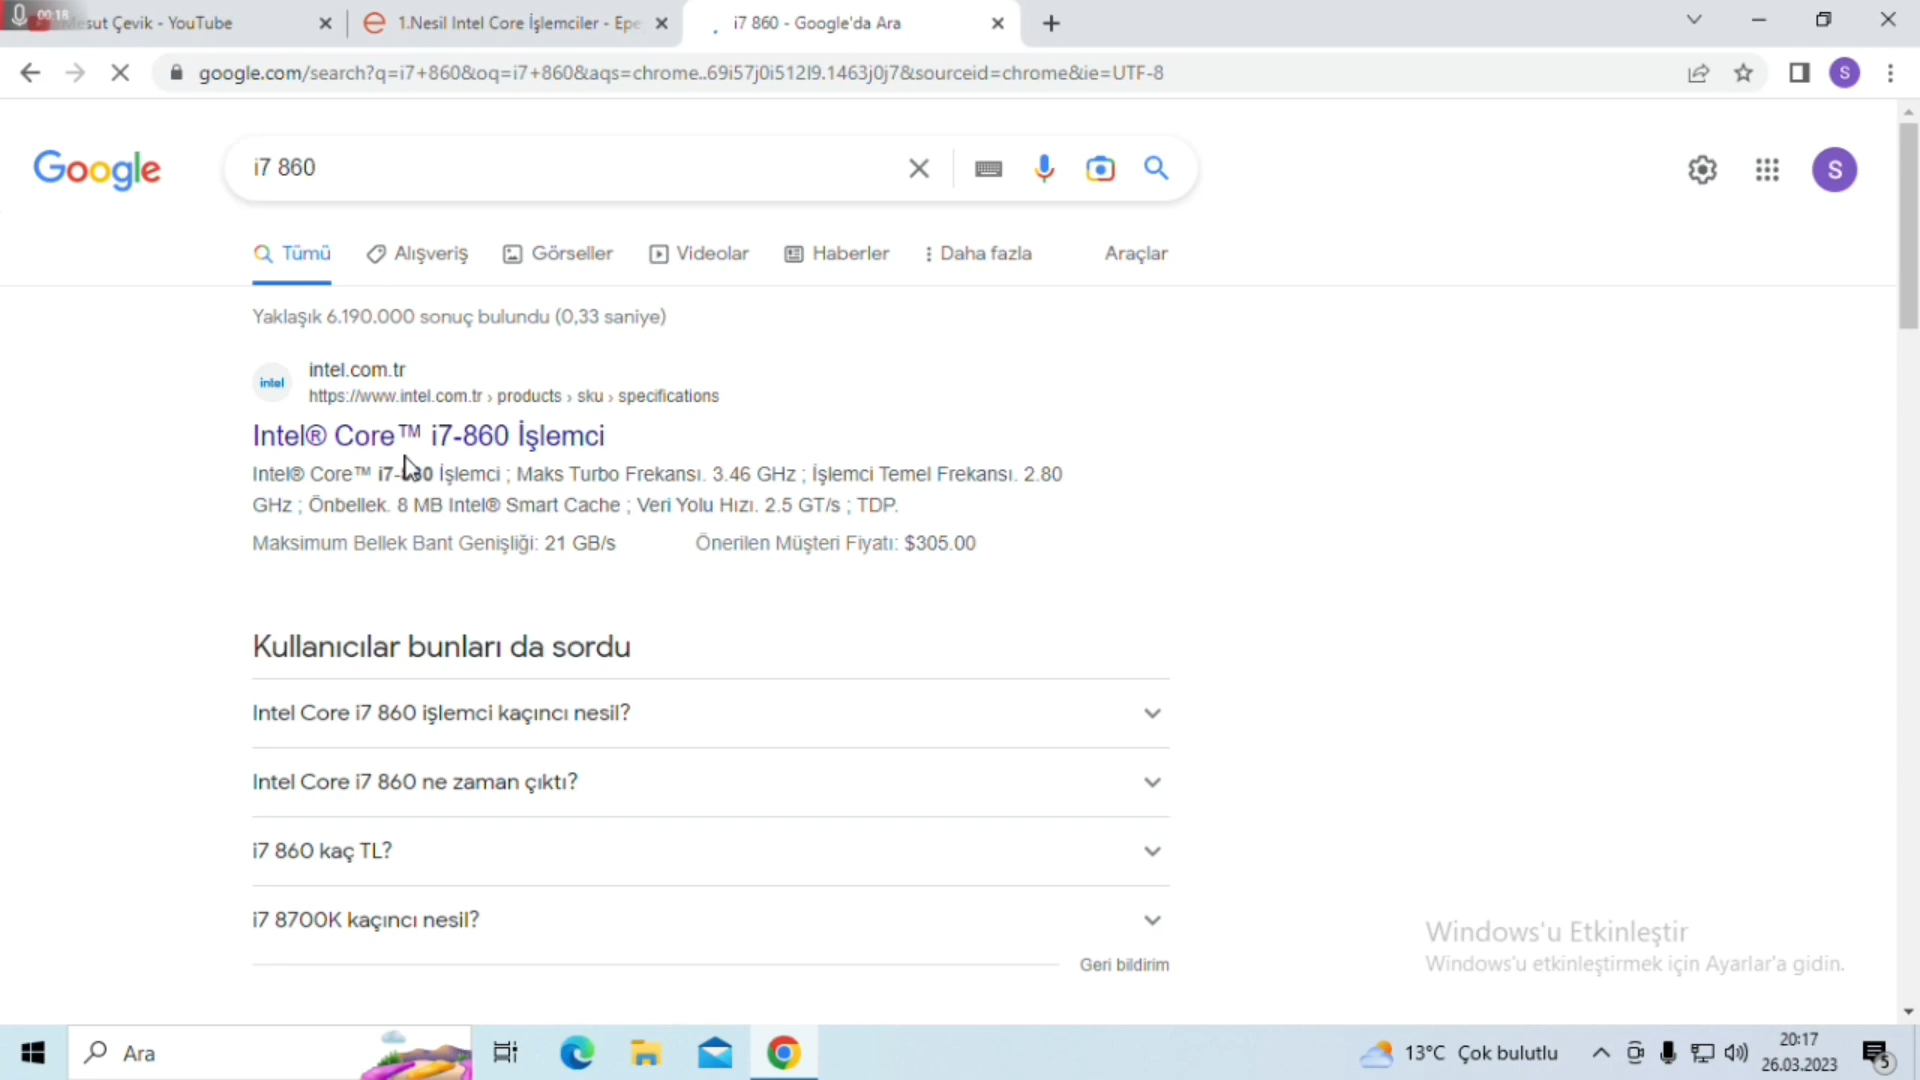 00:18
esut Çevik - YouTube
1.Nesil Intel Core İşlemciler - Epe
i7 860 - Google'da Ara
google.com/search?q=i7+860&oq=i7+860&aqs=chrome..69i57j0i512l9.1463j0j7&sourceid=chrome&ie=UTF-8
S
Google
i7 860
S
Tümü
Alışveriş
Görseller
Videolar
Haberler
Daha fazla
Araçlar
Yaklaşık 6.190.000 sonuç bulundu (0,33 saniye)
intel
intel.com.tr
https://www.intel.com.tr › products › sku › specifications
Intel® Core™ i7-860 İşlemci
Intel® Core™ i7-860 İşlemci ; Maks Turbo Frekansı. 3.46 GHz ; İşlemci Temel Frekansı. 2.80
GHz ; Önbellek. 8 MB Intel® Smart Cache ; Veri Yolu Hızı. 2.5 GT/s ; TDP.
Maksimum Bellek Bant Genişliği: 21 GB/s
Önerilen Müşteri Fiyatı: $305.00
Kullanıcılar bunları da sordu
Intel Core i7 860 işlemci kaçıncı nesil?
Intel Core i7 860 ne zaman çıktı?
i7 860 kaç TL?
i7 8700K kaçıncı nesil?
Geri bildirim
Windows'u Etkinleştir
Windows'u etkinleştirmek için Ayarlar'a gidin.
Ara
13°C Çok bulutlu
20:17
26.03.2023
5